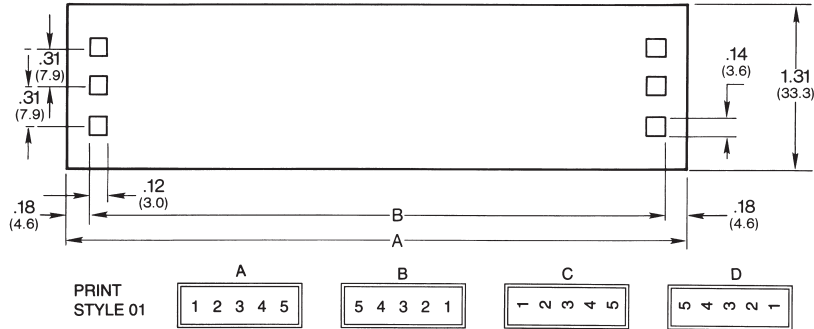 .31
(7.9)
.31
(7.9)
.14
(3.6)
1.31
(33.3)
.12
(3.0)
.18
(4.6)
B
.18
(4.6)
A
A B C D
PRINT
STYLE 01
1 2 3 4 5
5 4 3 2 1
1 2 3 4 5
5 4 3 2 1